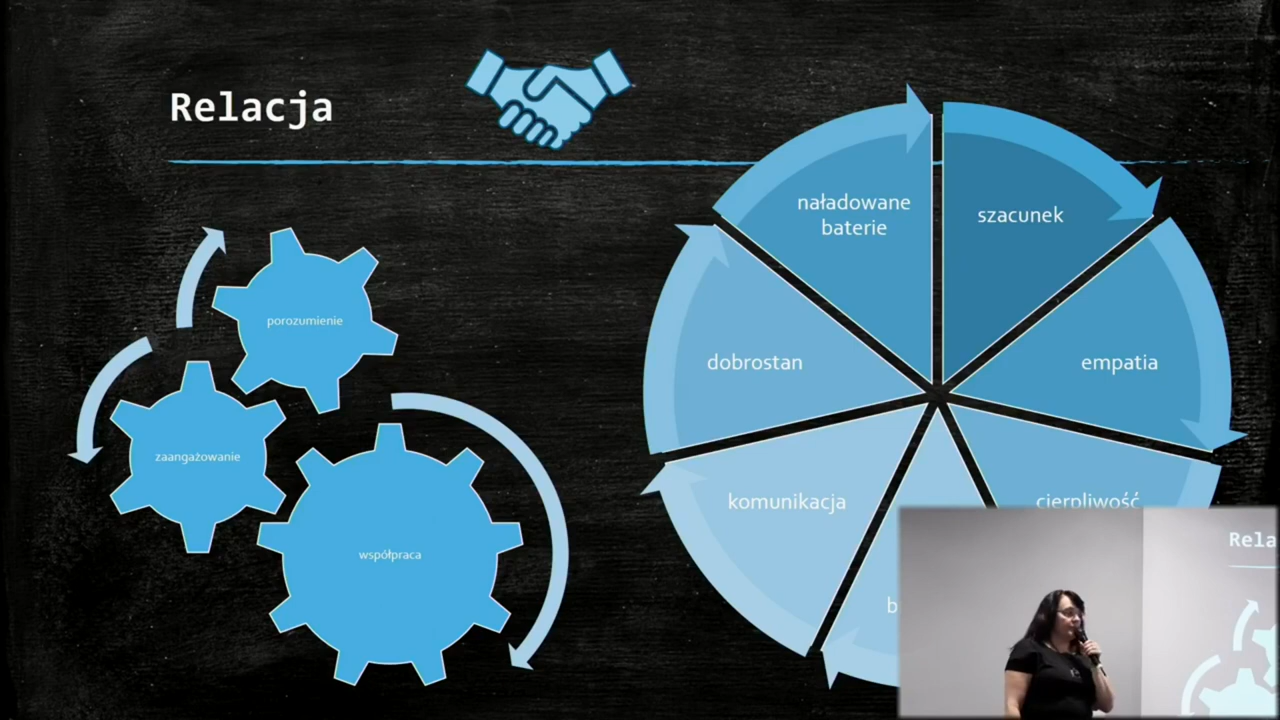 Relacja
porozumienie
zaangażowanie
współpraca
naładowane
baterie
szacunek
empatia
cierpliwość
komunikacja
dobrostan
Rela